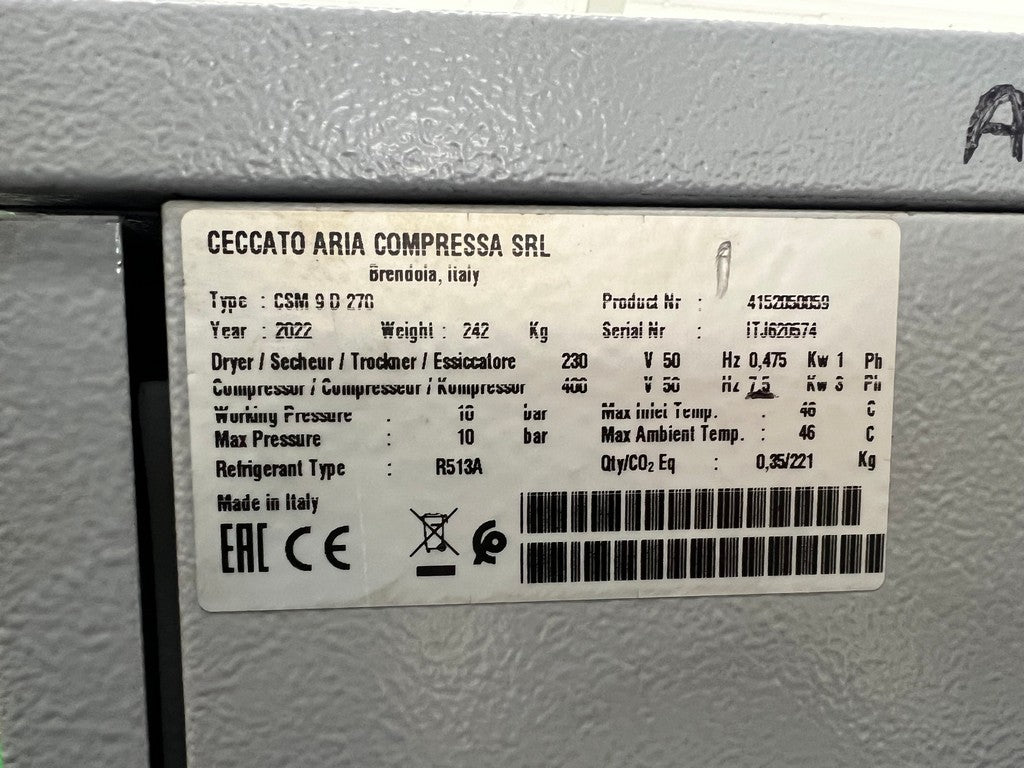 A
CECCATO ARIA COMPRESSA SRL
Brendola, Italy
Type : CSM 9 D 270 Product Nr : 4152050059
Year : 2022 Weight : 242 Kg Serial Nr : ITJ620574
Dryer / Secheur / Trockner / Essiccatore 230 V 50 Hz 0,475 Kw 1 Ph
Compressor / Compresseur / Kompressor 400 V 50 Hz 7,5 Kw 3 Ph
Working Pressure : 10 bar Max Inlet Temp. : 46 C
Max Pressure : 10 bar Max Ambient Temp. : 46 C
Refrigerant Type : R513A Qty/CO₂ Eq : 0,35/221 Kg
Made in Italy
EAC CE